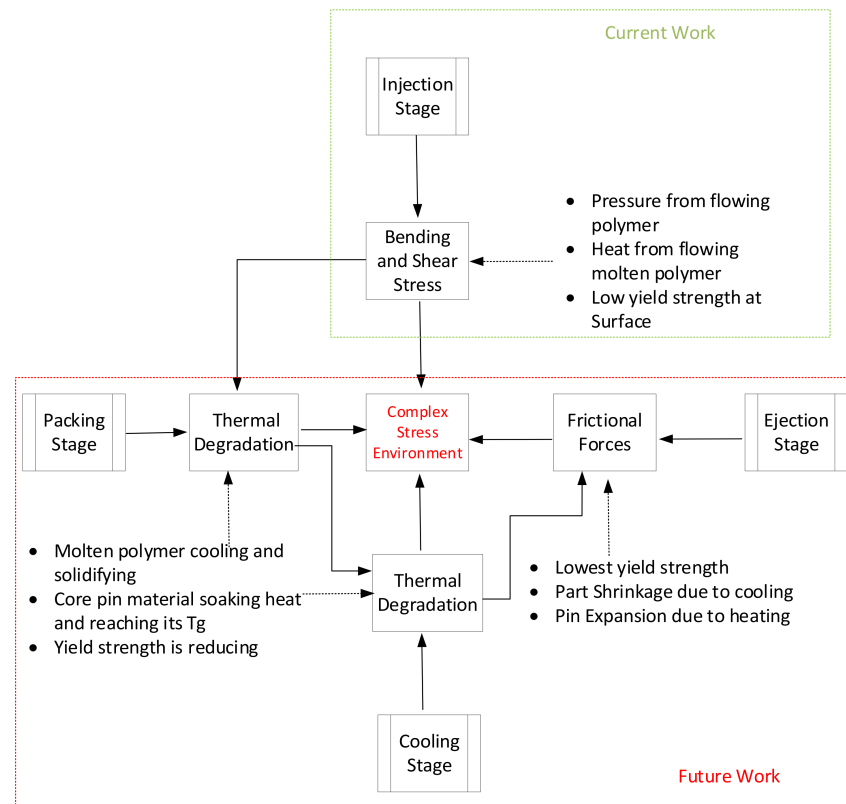 Current Work
Injection
Stage
● Pressure from flowing
polymer
● Heat from flowing
molten polymer
● Low yield strength at
Surface
Bending
and Shear
Stress
Packing
Stage
Thermal
Degradation
Complex
Stress
Environment
Frictional
Forces
Ejection
Stage
● Molten polymer cooling and
solidifying
● Core pin material soaking heat
and reaching its Tg
● Yield strength is reducing
Thermal
Degradation
● Lowest yield strength
● Part Shrinkage due to cooling
● Pin Expansion due to heating
Cooling
Stage
Future Work